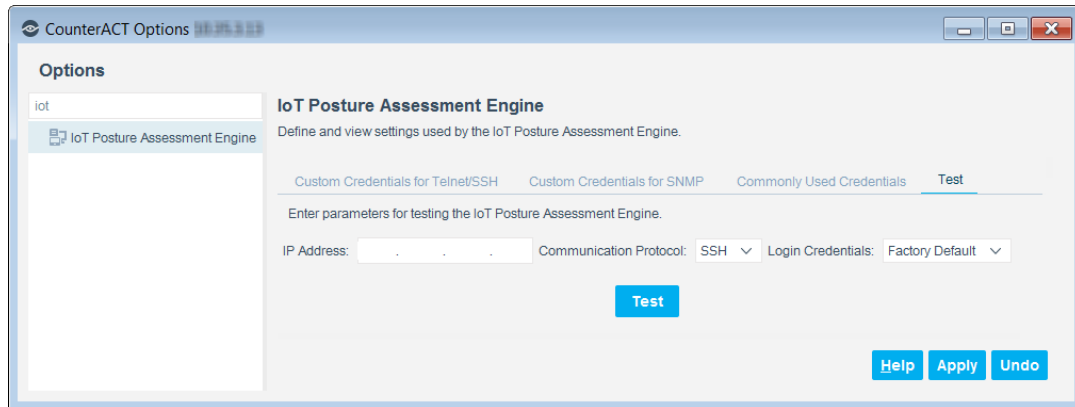 CounterACT Options
Options
iot
IoT Posture Assessment Engine
IoT Posture Assessment Engine
Define and view settings used by the IoT Posture Assessment Engine.
Custom Credentials for Telnet/SSH Custom Credentials for SNMP Commonly Used Credentials Test
Enter parameters for testing the IoT Posture Assessment Engine.
IP Address: . . . Communication Protocol: SSH Login Credentials: Factory Default
Test
Help Apply Undo